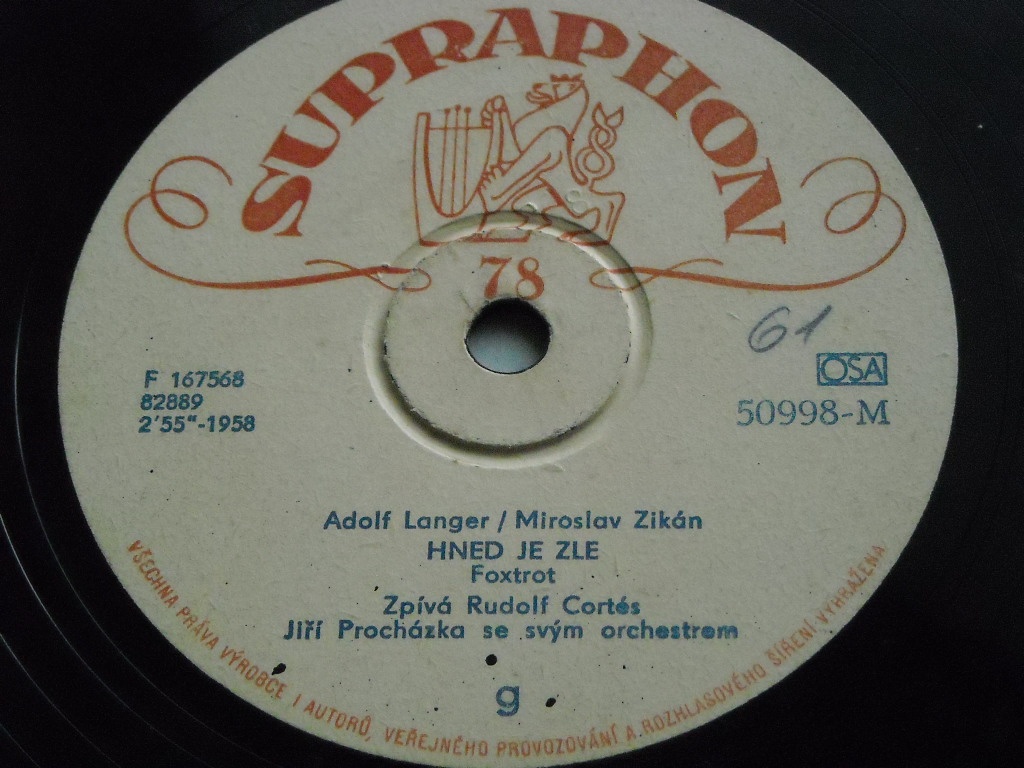 SUPRAPHON
78
61
F 167568
82889
2'55"-1958
OSA
50998-M
Adolf Langer / Miroslav Zikán
HNED JE ZLE
Foxtrot
Zpívá Rudolf Cortés
Jiří Procházka se svým orchestrem
g
VŠECHNA PRÁVA VÝROBCE I AUTORŮ, VEŘEJNÉHO PROVOZOVÁNÍ A ROZHLASOVÉHO ŠÍŘENÍ VYHRAŽENA